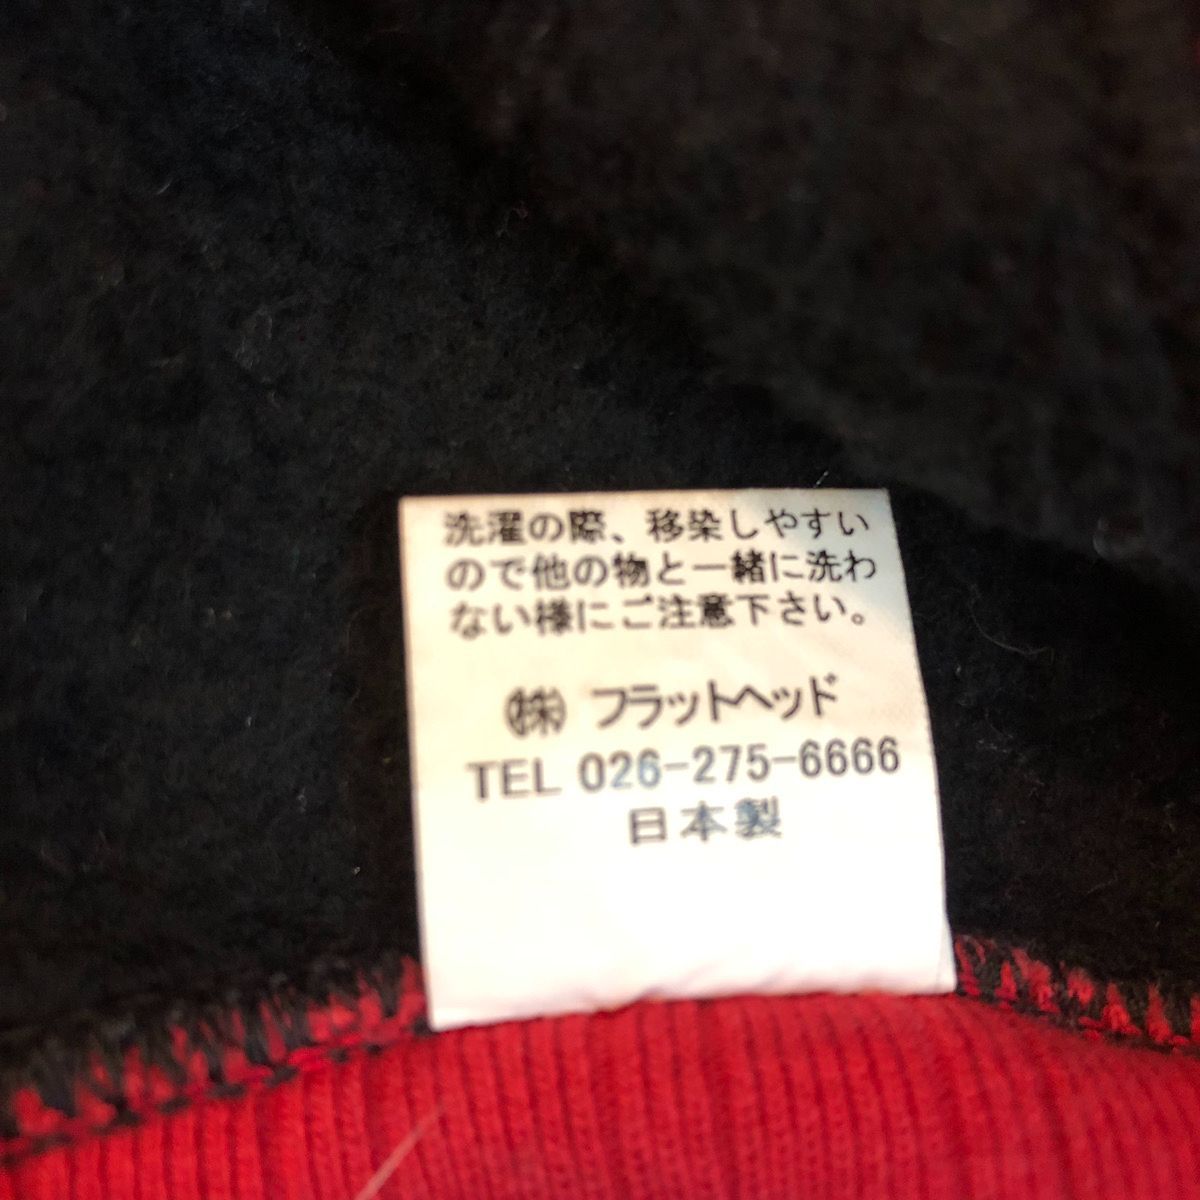 洗濯の際、移染しやすい
ので他の物と一緒に洗わ
ない様にご注意下さい。
㈱ フラットヘッド
TEL 026-275-6666
日本製